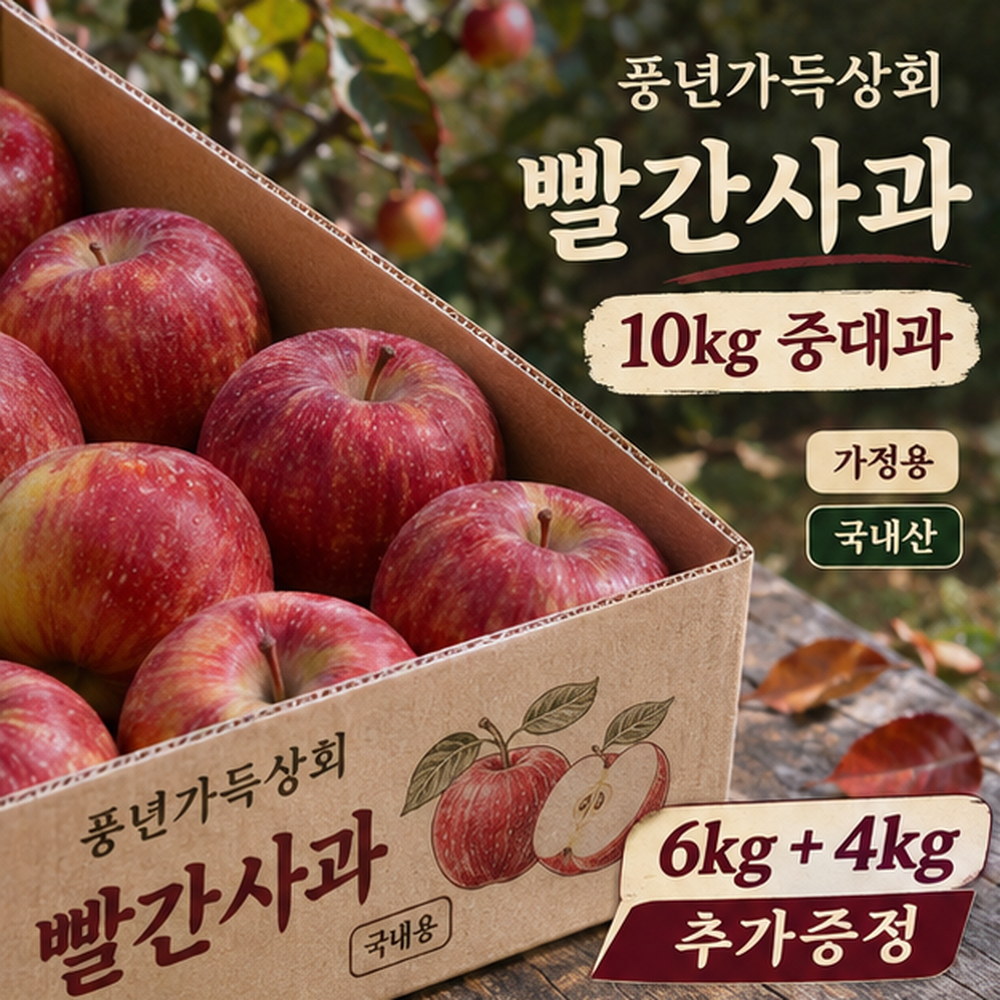 풍년가득상회
빨간사과
10kg 중대과
가정용
국내산
풍년가득상회
빨간사과
국내용
6kg + 4kg
추가증정